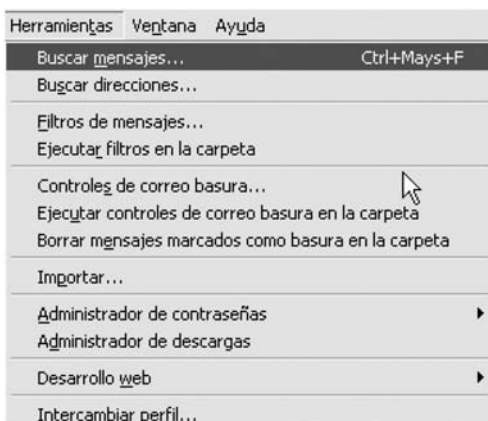 Herramientas Ventana Ayuda
Buscar mensajes... Ctrl+Mays+F
Buscar direcciones...
Filtros de mensajes...
Ejecutar filtros en la carpeta
Controles de correo basura...
Ejecutar controles de correo basura en la carpeta
Borrar mensajes marcados como basura en la carpeta
Importar...
Administrador de contraseñas
Administrador de descargas
Desarrollo web
Intercambiar perfil...